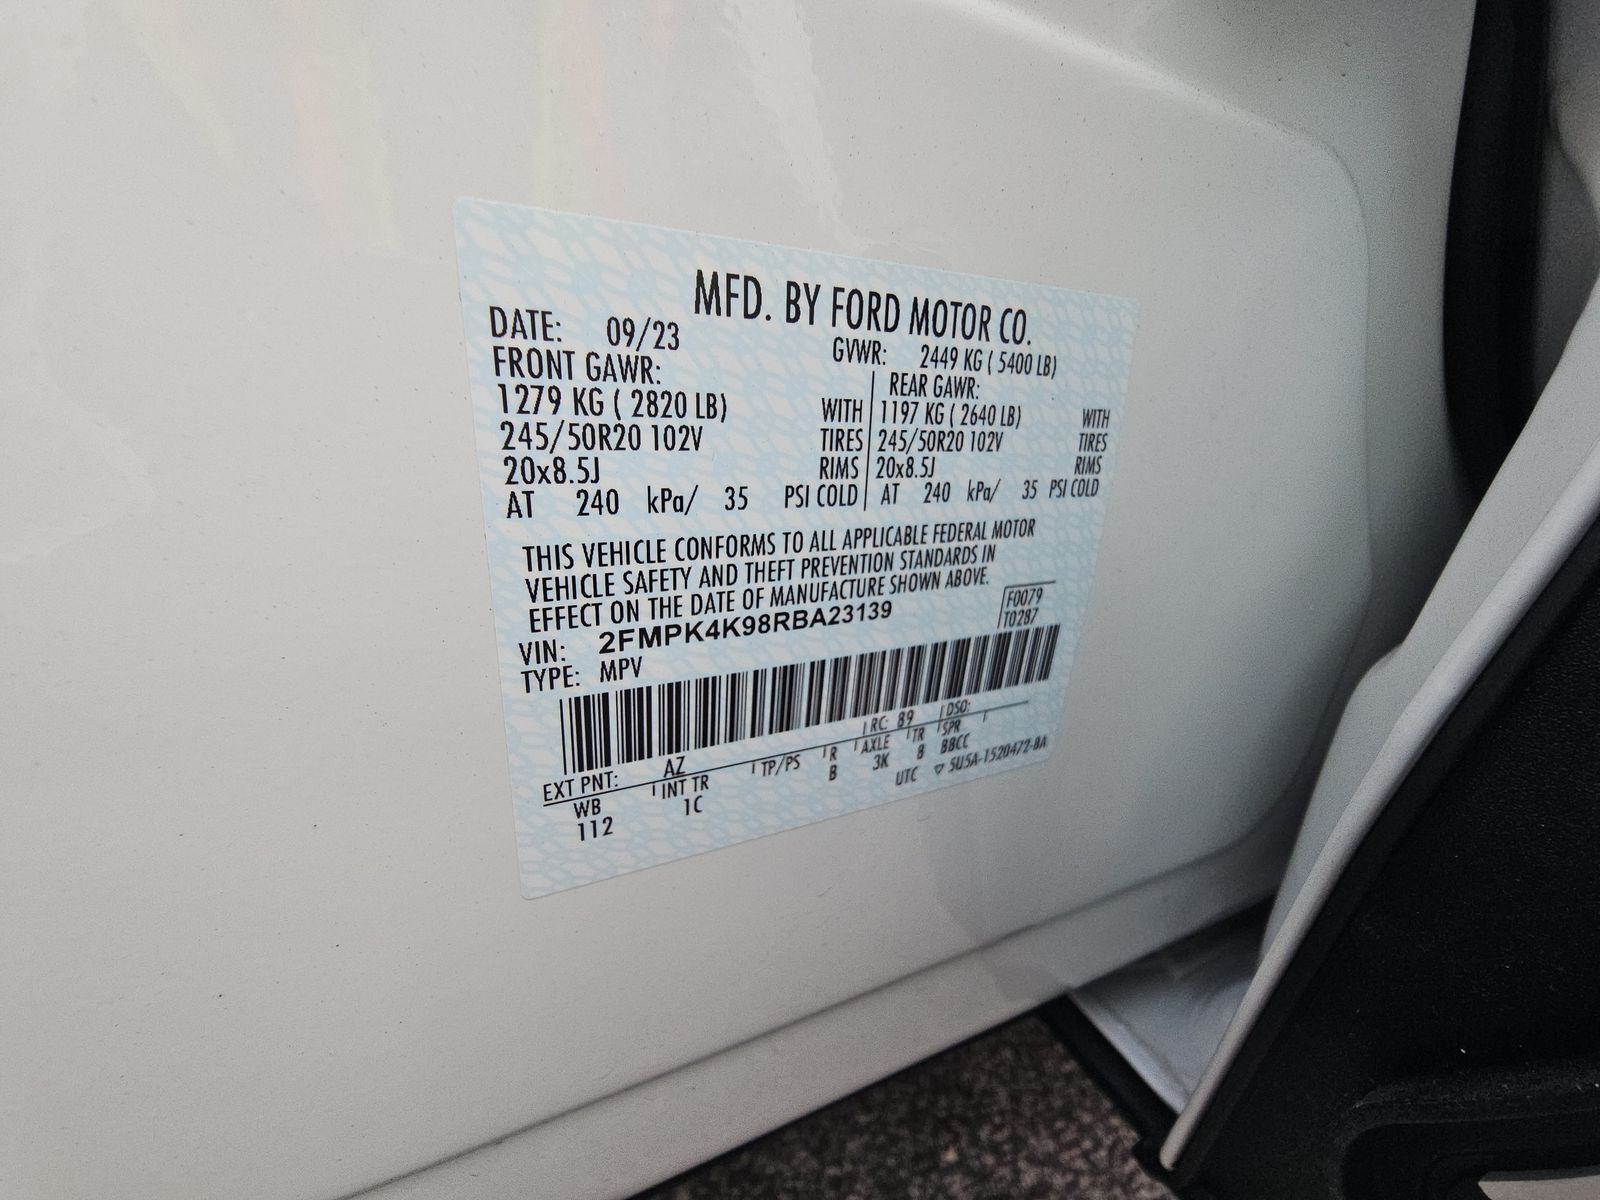 MFD. BY FORD MOTOR CO.
DATE: 09/23
GVWR: 2449 KG ( 5400 LB)
FRONT GAWR:
1279 KG ( 2820 LB) WITH
245/50R20 102V TIRES
20x8.5J RIMS
AT 240 kPa/ 35 PSI COLD
REAR GAWR:
1197 KG ( 2640 LB) WITH
245/50R20 102V TIRES
20x8.5J RIMS
AT 240 kPa/ 35 PSI COLD
THIS VEHICLE CONFORMS TO ALL APPLICABLE FEDERAL MOTOR
VEHICLE SAFETY AND THEFT PREVENTION STANDARDS IN
EFFECT ON THE DATE OF MANUFACTURE SHOWN ABOVE.
VIN: 2FMPK4K98RBA23139
F0079
T0287
TYPE: MPV
EXT PNT: AZ RC: 89 DSO:
WB INT TR TP/PS R AXLE TR SPR
112 1C B 3K 8 BBCC
UTC ▽ 5U5A-1520472-BA